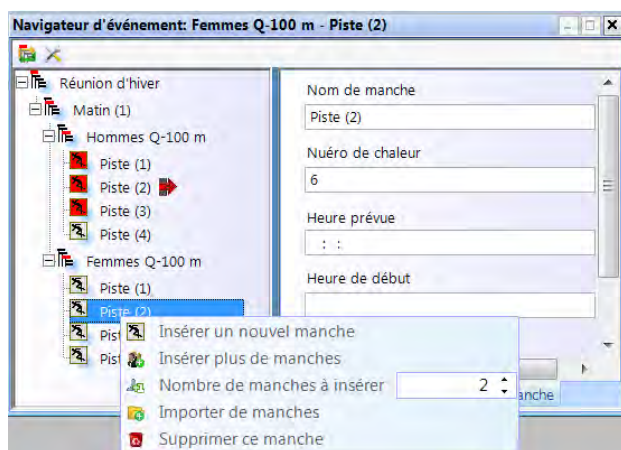 Navigateur d'événement: Femmes Q-100 m - Piste (2)
Réunion d'hiver
Matin (1)
Hommes Q-100 m
Piste (1)
Piste (2)
Piste (3)
Piste (4)
Femmes Q-100 m
Piste (1)
Piste (2)
Nom de manche
Piste (2)
Nuéro de chaleur
6
Heure prévue
: :
Heure de début
Insérer un nouvel manche
Insérer plus de manches
Nombre de manches à insérer 2
Importer de manches
Supprimer ce manche